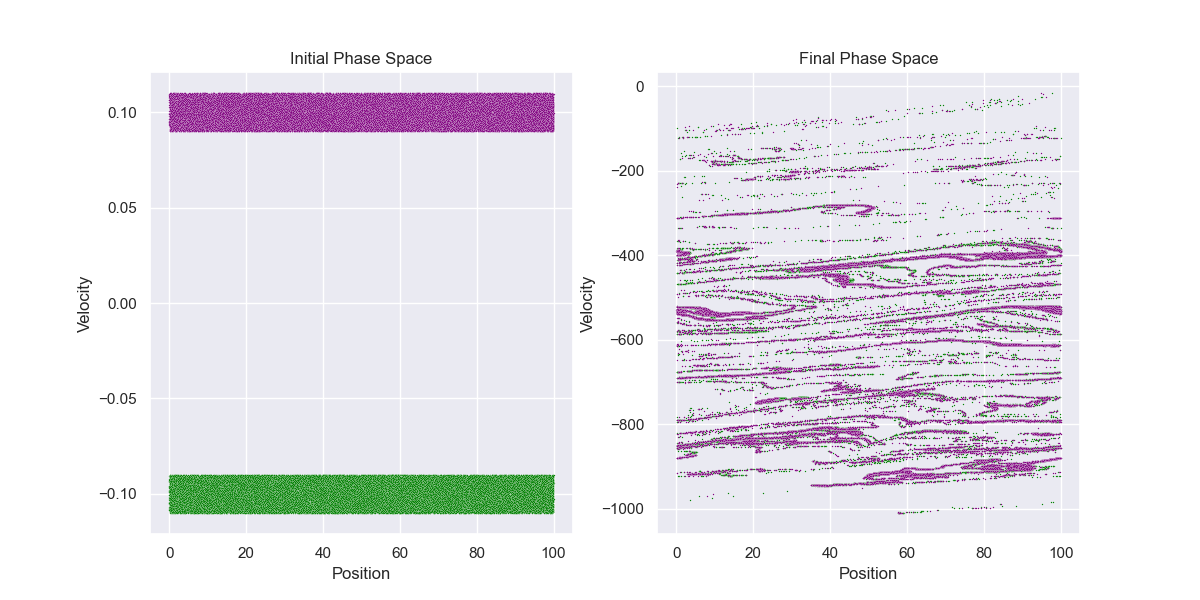 Initial Phase Space
Velocity
0.10
0.05
0.00
−0.05
−0.10
0 20 40 60 80 100
Position
Final Phase Space
Velocity
0
−200
−400
−600
−800
−1000
0 20 40 60 80 100
Position